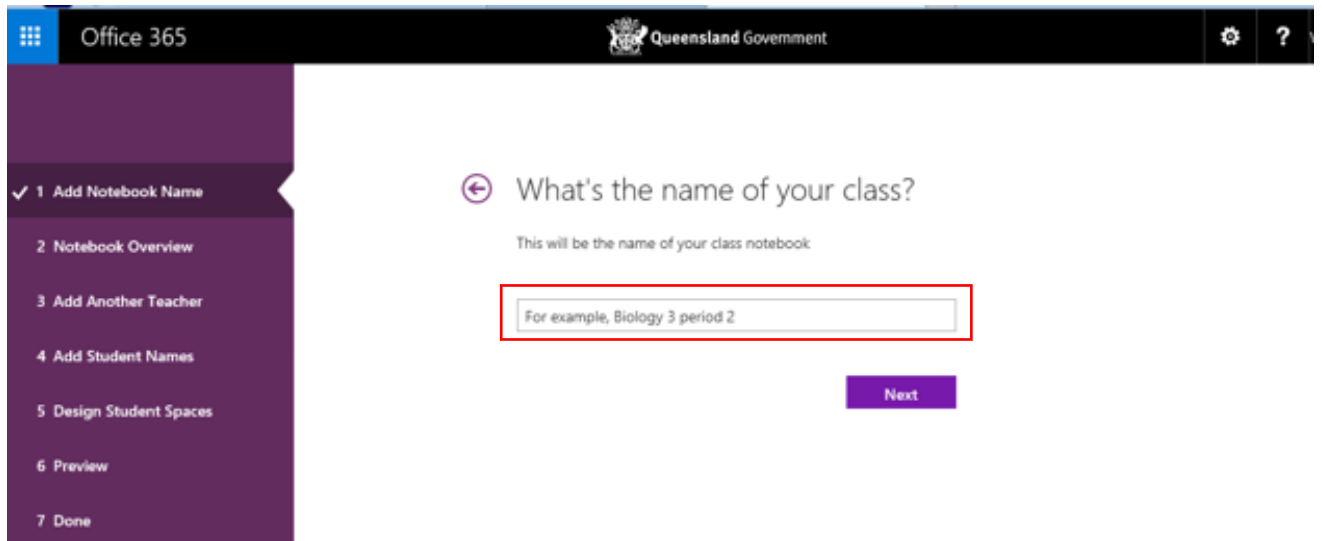 Office 365
Queensland Government
?
1 Add Notebook Name
2 Notebook Overview
3 Add Another Teacher
4 Add Student Names
5 Design Student Spaces
6 Preview
7 Done
What's the name of your class?
This will be the name of your class notebook
For example, Biology 3 period 2
Next